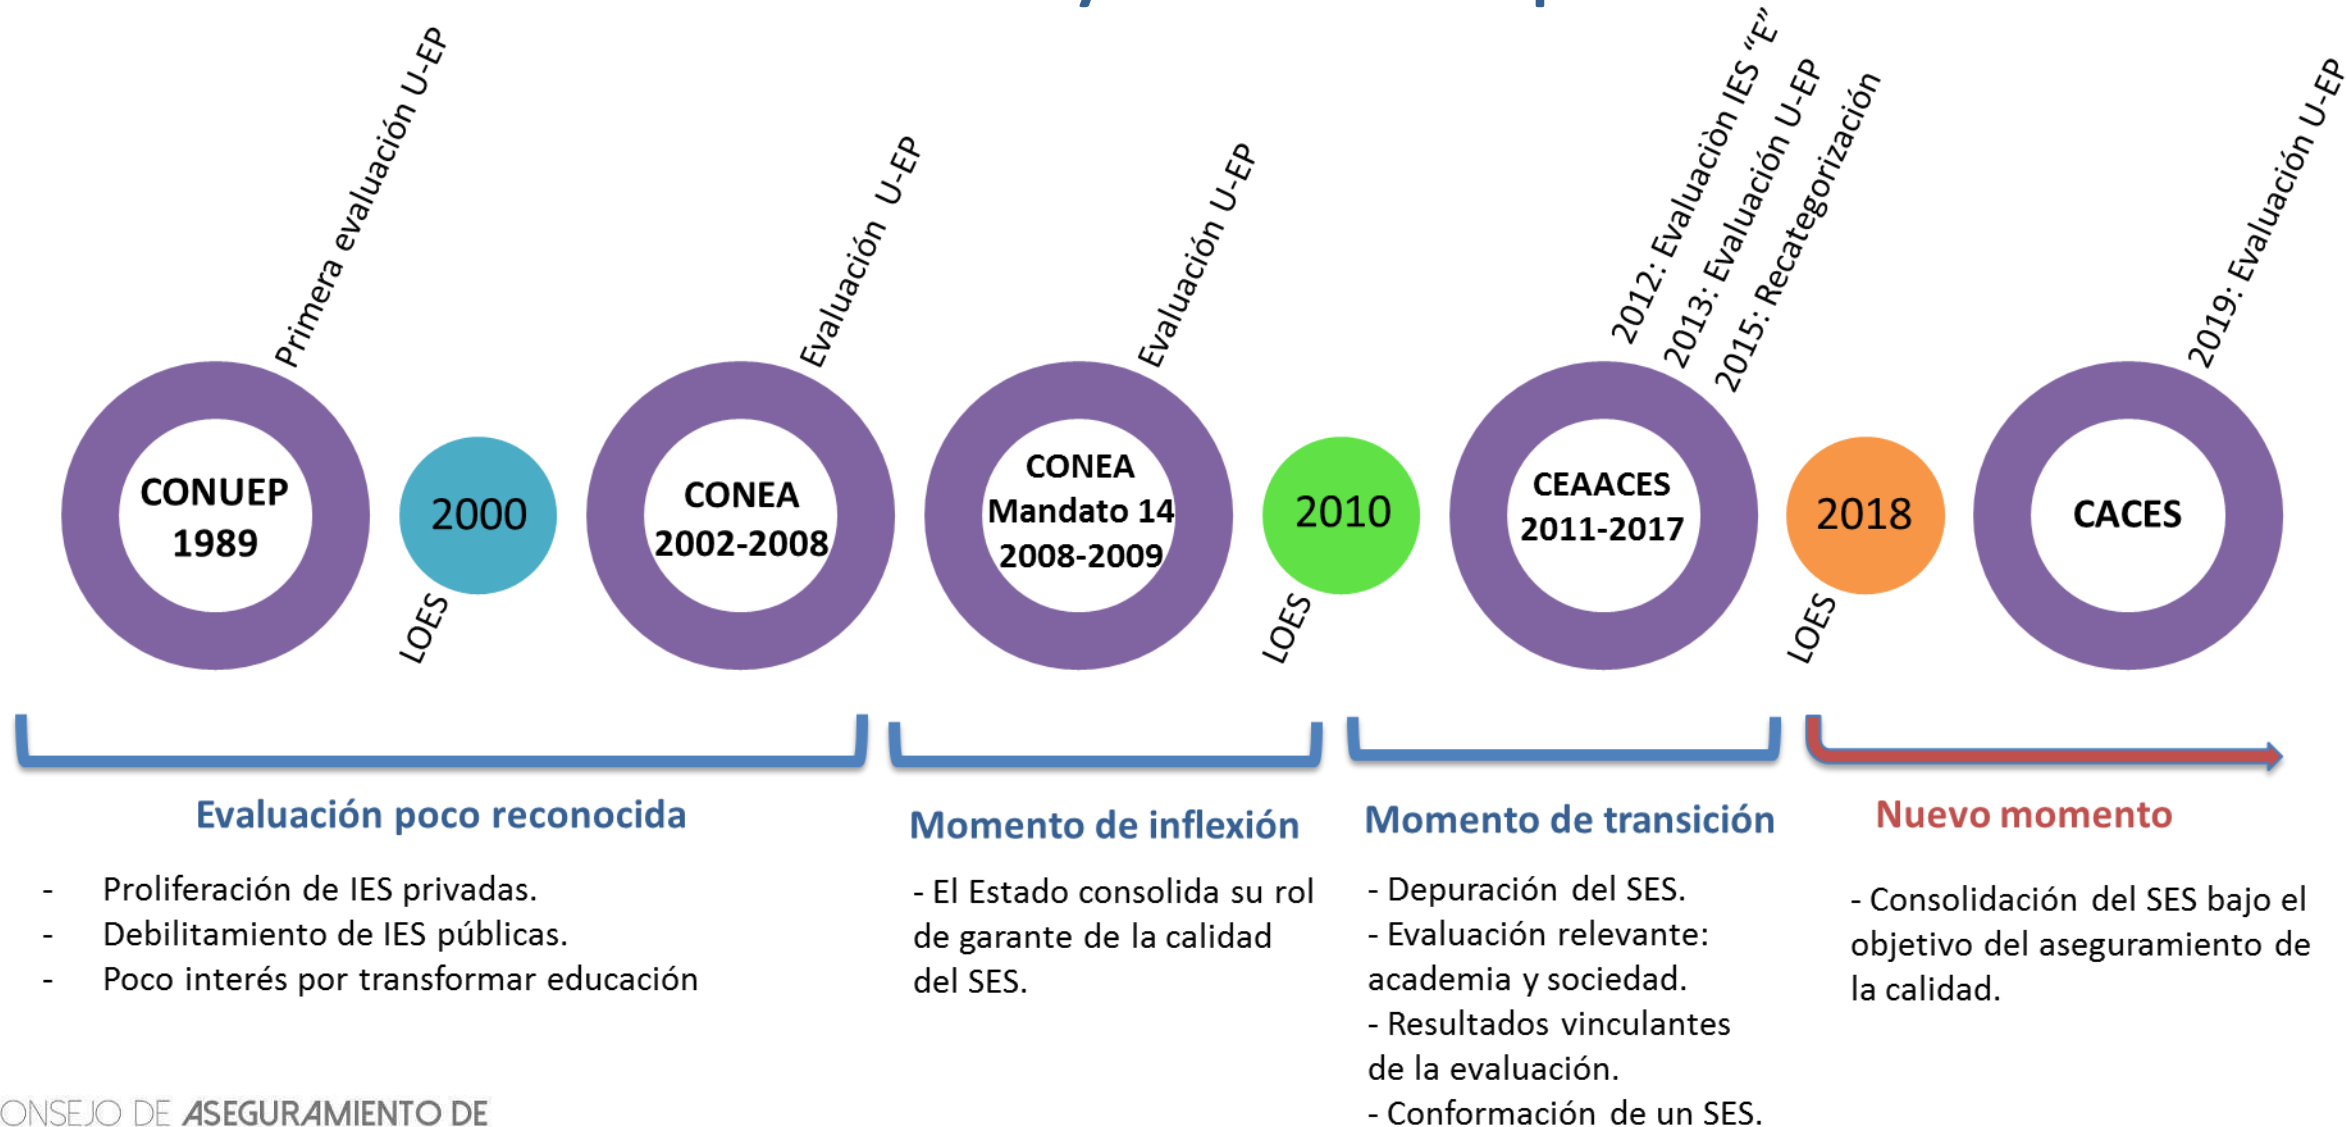 Primera evaluación U-EP
Evaluación U-EP
Evaluación U-EP
2012: Evaluaciòn IES “E”
2013: Evaluación U-EP
2015: Recategorización
2019: Evaluación U-EP
CONUEP
1989
2000
LOES
CONEA
2002-2008
CONEA
Mandato 14
2008-2009
2010
LOES
CEAACES
2011-2017
2018
LOES
CACES
Evaluación poco reconocida
- Proliferación de IES privadas.
- Debilitamiento de IES públicas.
- Poco interés por transformar educación
Momento de inflexión
- El Estado consolida su rol
de garante de la calidad
del SES.
Momento de transición
- Depuración del SES.
- Evaluación relevante:
academia y sociedad.
- Resultados vinculantes
de la evaluación.
- Conformación de un SES.
Nuevo momento
- Consolidación del SES bajo el
objetivo del aseguramiento de
la calidad.
ONSEJO DE ASEGURAMIENTO DE